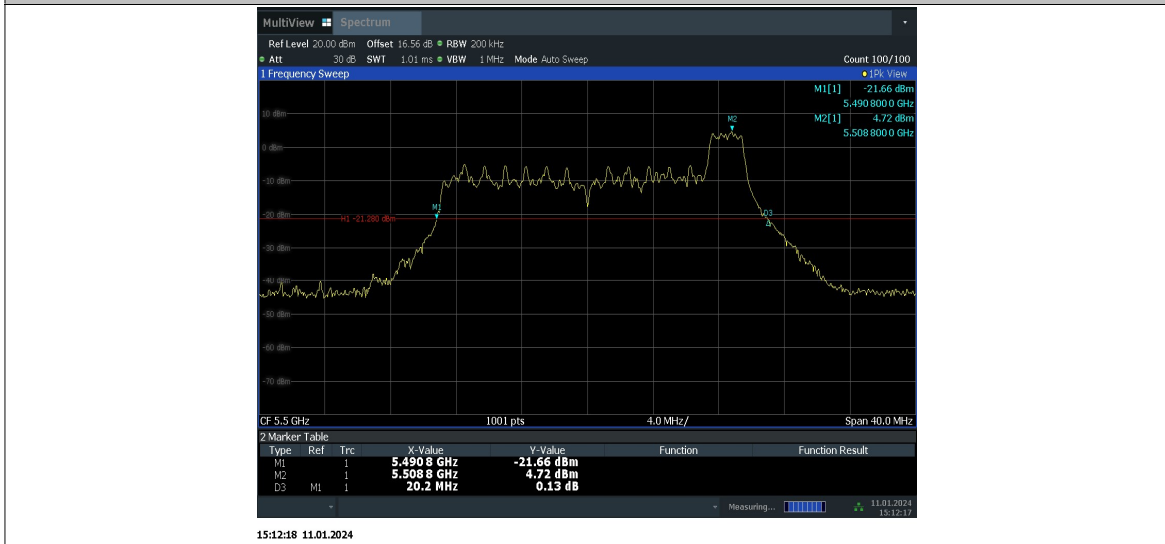 MultiView Spectrum
Ref Level 20.00 dBm Offset 16.56 dB RBW 200 kHz
Att 30 dB SWT 1.01 ms VBW 1 MHz Mode Auto Sweep Count 100/100
1 Frequency Sweep 1Pk View
M1[1] -21.66 dBm
5.490 800 0 GHz
M2[1] 4.72 dBm
5.508 800 0 GHz
10 dBm
M2
0 dBm
-10 dBm
M1
-20 dBm
H1 -21.280 dBm
D3
-30 dBm
-40 dBm
-50 dBm
-60 dBm
-70 dBm
CF 5.5 GHz 1001 pts 4.0 MHz/ Span 40.0 MHz
2 Marker Table
Type Ref Trc X-Value Y-Value Function Function Result
M1 1 5.490 8 GHz -21.66 dBm
M2 1 5.508 8 GHz 4.72 dBm
D3 M1 1 20.2 MHz 0.13 dB
Measuring... 11.01.2024
15:12:17
15:12:18 11.01.2024